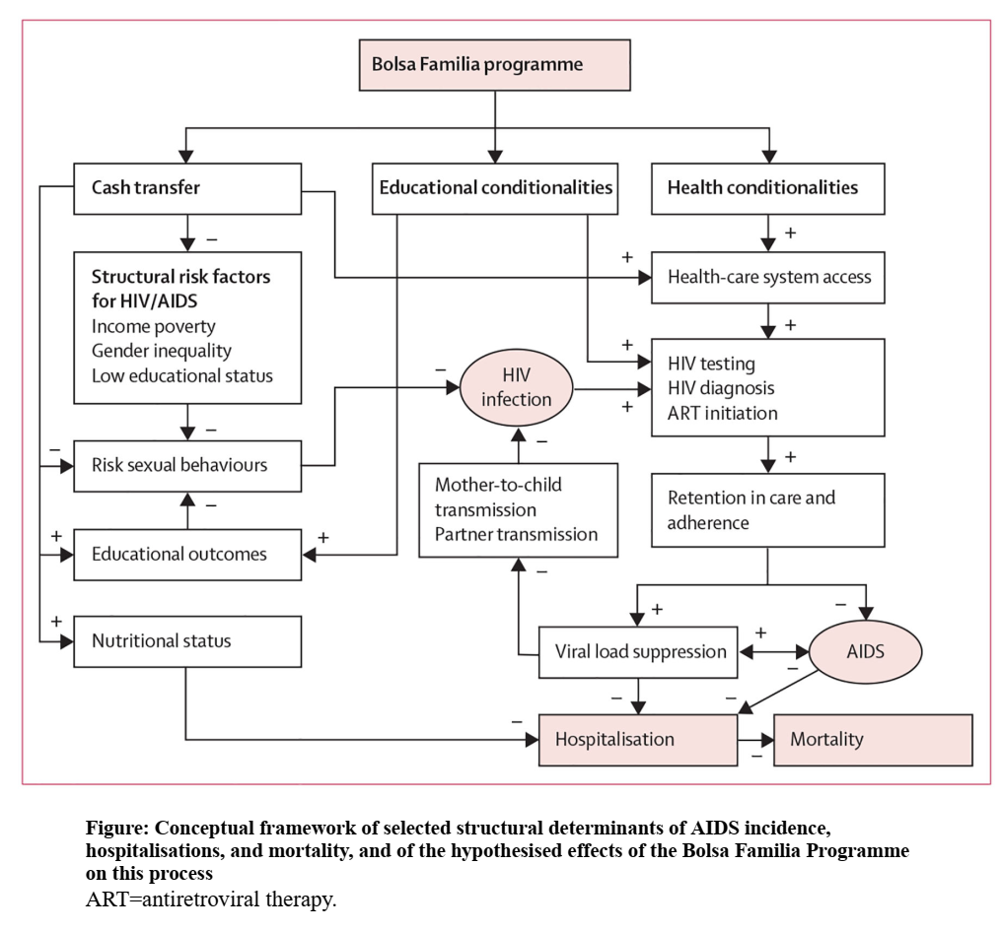 Bolsa Familia programme
Cash transfer
Educational conditionalities
Health conditionalities
−
+
Structural risk factors
for HIV/AIDS
Income poverty
Gender inequality
Low educational status
+
Health-care system access
+
−
HIV
infection
+
+
HIV testing
HIV diagnosis
ART initiation
−
−
Risk sexual behaviours
−
+
Mother-to-child
transmission
Partner transmission
Retention in care and
adherence
−
+
Educational outcomes
+
−
+
−
+
Nutritional status
Viral load suppression
+
AIDS
−
−
−
−
Hospitalisation
−
Mortality
Figure: Conceptual framework of selected structural determinants of AIDS incidence,
hospitalisations, and mortality, and of the hypothesised effects of the Bolsa Familia Programme
on this process
ART=antiretroviral therapy.